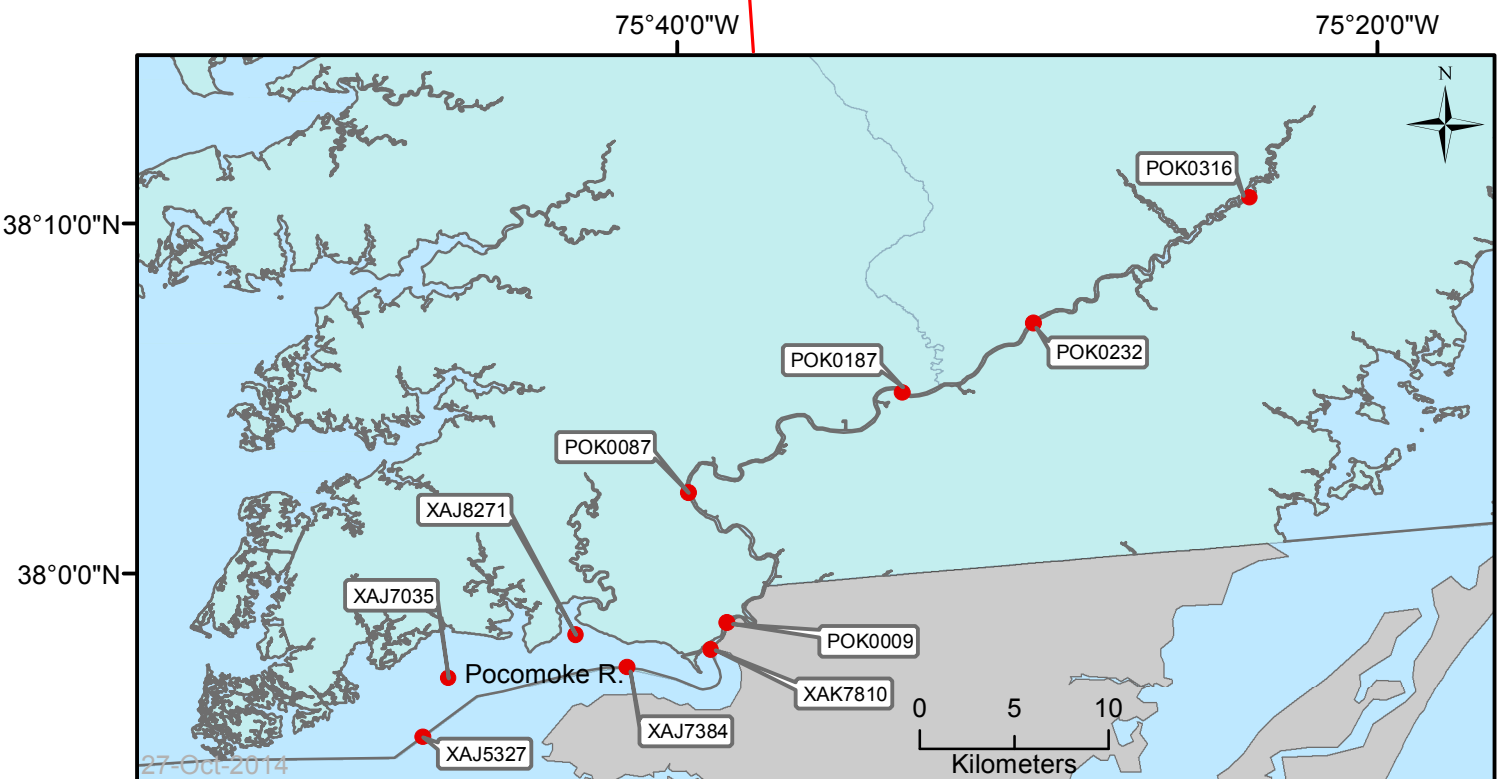 75°40'0"W
75°20'0"W
N
POK0316
38°10'0"N
POK0232
POK0187
POK0087
XAJ8271
38°0'0"N
XAJ7035
POK0009
Pocomoke R.
XAK7810
0 5 10
XAJ7384
XAJ5327
Kilometers
27-Oct-2014